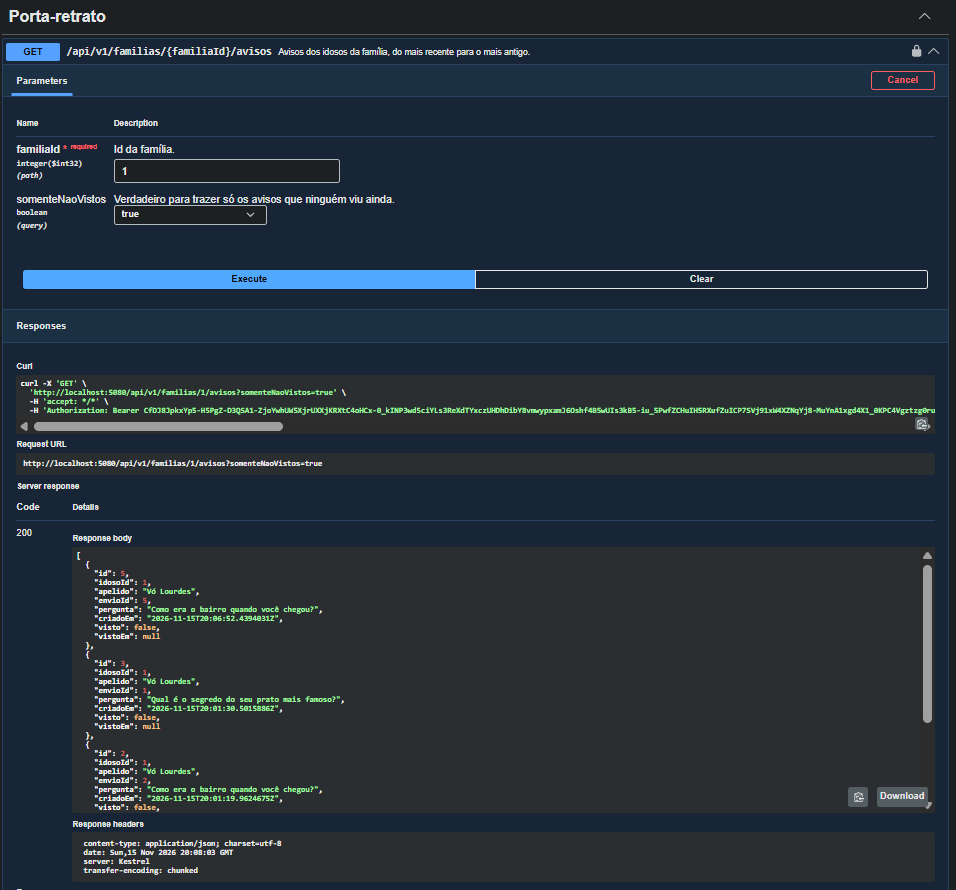 Porta-retrato
GET /api/v1/familias/{familiaId}/avisos Avisos dos idosos da família, do mais recente para o mais antigo.
Parameters
Cancel
Name Description
familiaId * required Id da família.
integer($int32)
(path)
1
somenteNaoVistos Verdadeiro para trazer só os avisos que ninguém viu ainda.
boolean
(query)
true
Execute Clear
Responses
Curl
curl -X 'GET' \
'http://localhost:5080/api/v1/familias/1/avisos?somenteNaoVistos=true' \
-H 'accept: */*' \
-H 'Authorization: Bearer
Request URL
http://localhost:5080/api/v1/familias/1/avisos?somenteNaoVistos=true
Server response
Code Details
200
Response body
[
{
"id": 5,
"idosoId": 1,
"apelido": "Vó Lourdes",
"envioId": 5,
"pergunta": "Como era o bairro quando você chegou?",
"criadoEm": "2026-11-15T20:06:52.4394031Z",
"visto": false,
"vistoEm": null
},
{
"id": 3,
"idosoId": 1,
"apelido": "Vó Lourdes",
"envioId": 1,
"pergunta": "Qual é o segredo do seu prato mais famoso?",
"criadoEm": "2026-11-15T20:01:30.5015886Z",
"visto": false,
"vistoEm": null
},
{
"id": 2,
"idosoId": 1,
"apelido": "Vó Lourdes",
"envioId": 2,
"pergunta": "Como era o bairro quando você chegou?",
"criadoEm": "2026-11-15T20:01:19.9624675Z",
"visto": false,
Download
Response headers
content-type: application/json; charset=utf-8
date: Sun,15 Nov 2026 20:08:03 GMT
server: Kestrel
transfer-encoding: chunked